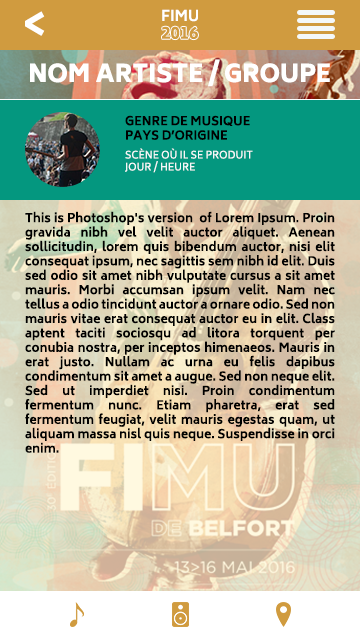 FIMU
2016
NOM ARTISTE / GROUPE
GENRE DE MUSIQUE
PAYS D'ORIGINE
SCÈNE OÙ IL SE PRODUIT
JOUR / HEURE
This is Photoshop's version of Lorem Ipsum. Proin
gravida nibh vel velit auctor aliquet. Aenean
sollicitudin, lorem quis bibendum auctor, nisi elit
consequat ipsum, nec sagittis sem nibh id elit. Duis
sed odio sit amet nibh vulputate cursus a sit amet
mauris. Morbi accumsan ipsum velit. Nam nec
tellus a odio tincidunt auctor a ornare odio. Sed non
mauris vitae erat consequat auctor eu in elit. Class
aptent taciti sociosqu ad litora torquent per
conubia nostra, per inceptos himenaeos. Mauris in
erat justo. Nullam ac urna eu felis dapibus
condimentum sit amet a augue. Sed non neque elit.
Sed ut imperdiet nisi. Proin condimentum
fermentum nunc. Etiam pharetra, erat sed
fermentum feugiat, velit mauris egestas quam, ut
aliquam massa nisl quis neque. Suspendisse in orci
enim.
30E ÉDITION
FIMU
DE BELFORT
13>16 MAI 2016